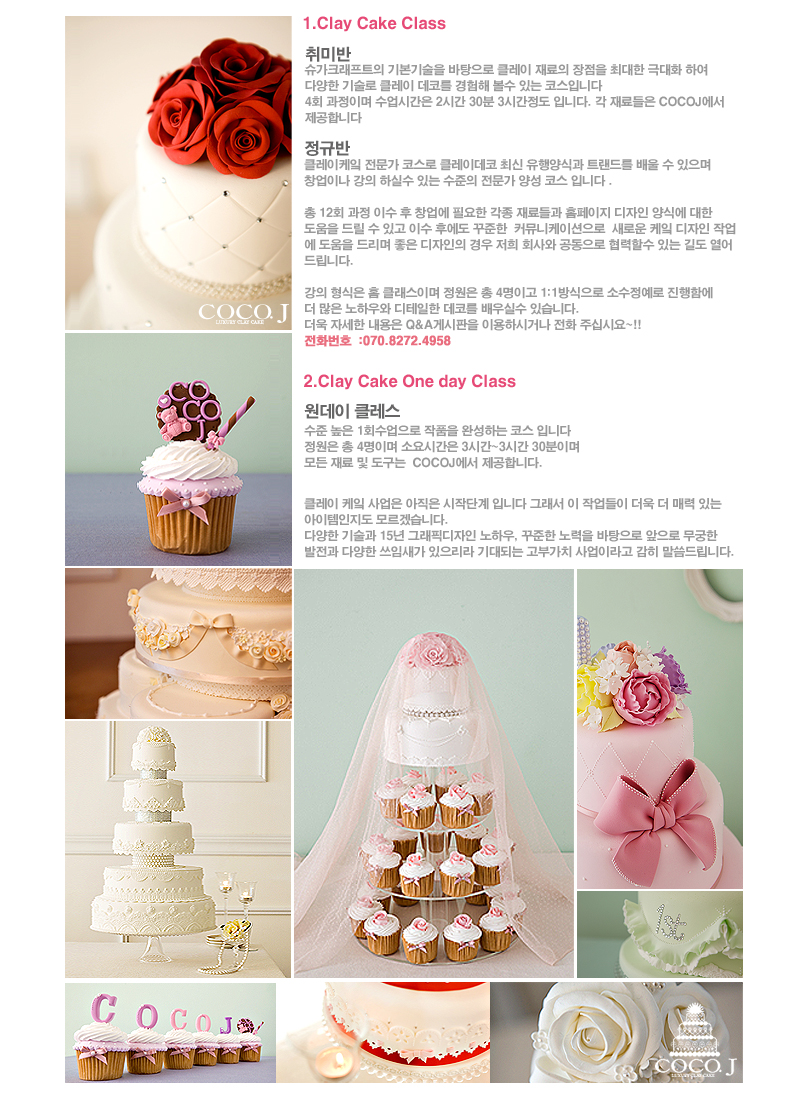 1.Clay Cake Class
취미반
슈가크래프트의 기본기술을 바탕으로 클레이 재료의 장점을 최대한 극대화 하여
다양한 기술로 클레이 데코를 경험해 볼수 있는 코스입니다
4회 과정이며 수업시간은 2시간 30분 3시간정도 입니다. 각 재료들은 COCOJ에서
제공합니다
정규반
클레이케잌 전문가 코스로 클레이데코 최신 유행양식과 트랜드를 배울 수 있으며
창업이나 강의 하실수 있는 수준의 전문가 양성 코스 입니다 .
총 12회 과정 이수 후 창업에 필요한 각종 재료들과 홈페이지 디자인 양식에 대한
도움을 드릴 수 있고 이수 후에도 꾸준한 커뮤니케이션으로 새로운 케잌 디자인 작업
에 도움을 드리며 좋은 디자인의 경우 저희 회사와 공동으로 협력할수 있는 길도 열어
드립니다.
강의 형식은 홈 클래스이며 정원은 총 4명이고 1:1방식으로 소수정예로 진행함에
더 많은 노하우와 디테일한 데코를 배우실수 있습니다.
더욱 자세한 내용은 Q&A게시판을 이용하시거나 전화 주십시요~!!
전화번호 :070.8272.4958
COCO.J
LUXURY CLAY CAKE
2.Clay Cake One day Class
원데이 클레스
수준 높은 1회수업으로 작품을 완성하는 코스 입니다
정원은 총 4명이며 소요시간은 3시간~3시간 30분이며
모든 재료 및 도구는 COCOJ에서 제공합니다.
클레이 케잌 사업은 아직은 시작단계 입니다 그래서 이 작업들이 더욱 더 매력 있는
아이템인지도 모르겠습니다.
다양한 기술과 15년 그래픽디자인 노하우, 꾸준한 노력을 바탕으로 앞으로 무궁한
발전과 다양한 쓰임새가 있으리라 기대되는 고부가치 사업이라고 감히 말씀드립니다.
CO
CO
J
1st.
COCOJ
COCO.J
LUXURY CLAY CAKE